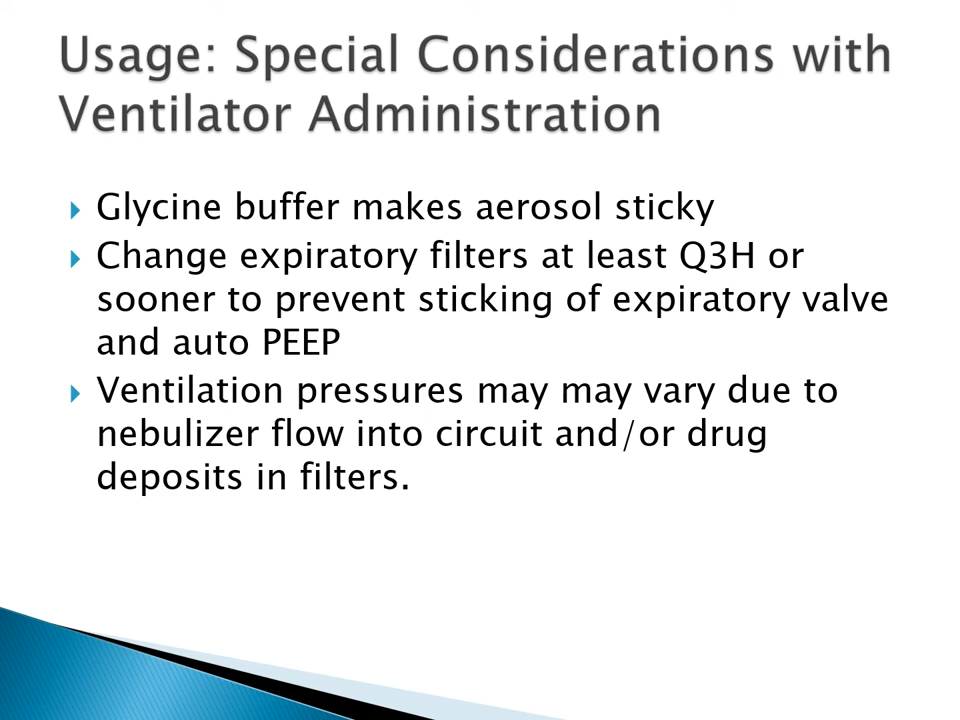 Usage: Special Considerations with
Ventilator Administration
Glycine buffer makes aerosol sticky
Change expiratory filters at least Q3H or
sooner to prevent sticking of expiratory valve
and auto PEEP
Ventilation pressures may may vary due to
nebulizer flow into circuit and/or drug
deposits in filters.